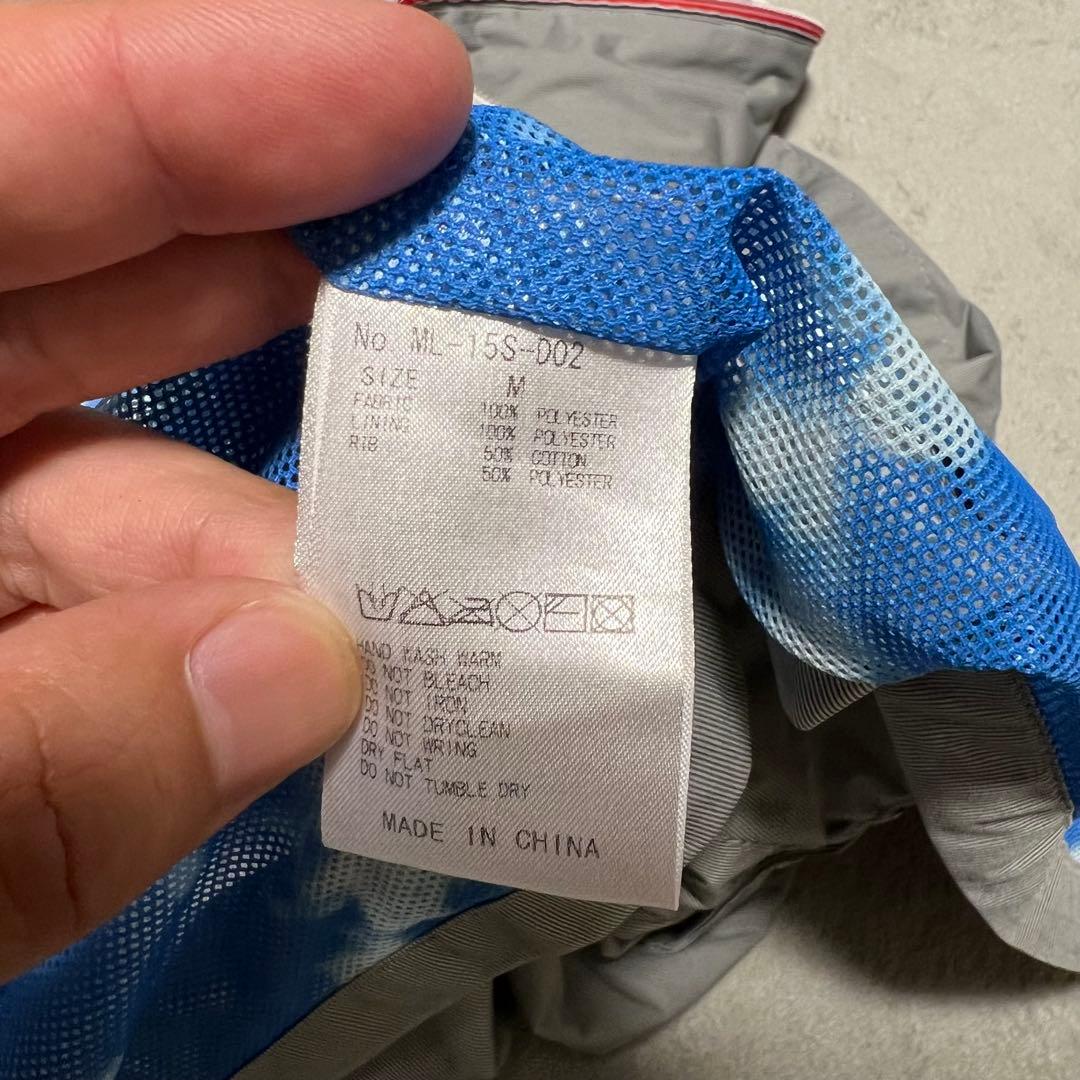 No ML-15S-D02
SIZE M
FABRIC 100% POLYESTER
LINING 100% POLYESTER
RIB 50% COTTON
50% POLYESTER
HAND WASH WARM
DO NOT BLEACH
DO NOT IRON
DO NOT DRYCLEAN
DO NOT WRING
DRY FLAT
DO NOT TUMBLE DRY
MADE IN CHINA